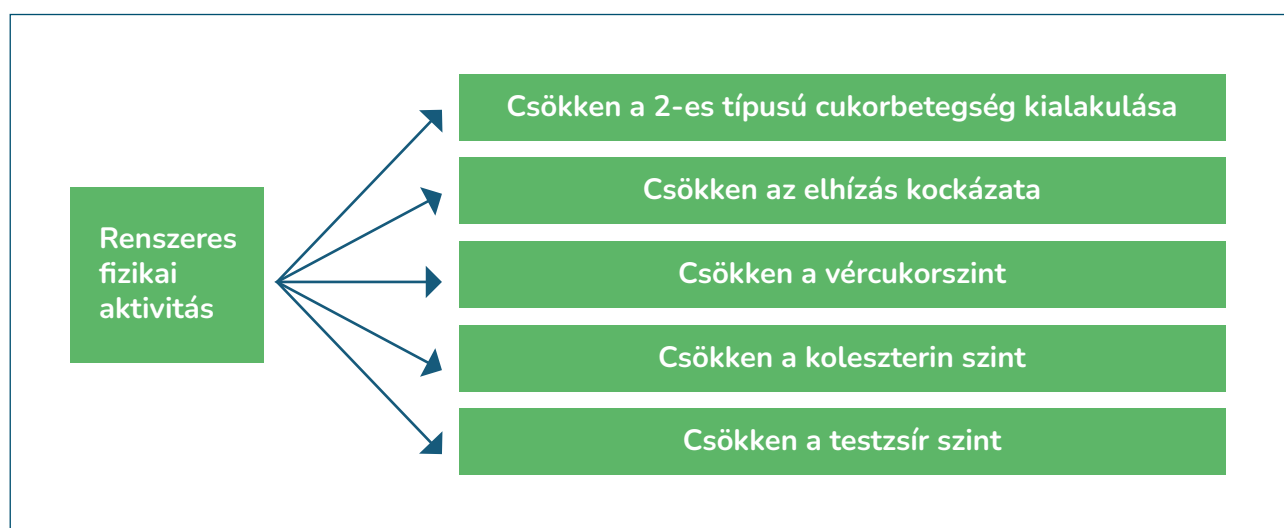 Renszeres
fizikai
aktivitás
Csökken a 2-es típusú cukorbetegség kialakulása
Csökken az elhízás kockázata
Csökken a vércukorszint
Csökken a koleszterin szint
Csökken a testzsír szint